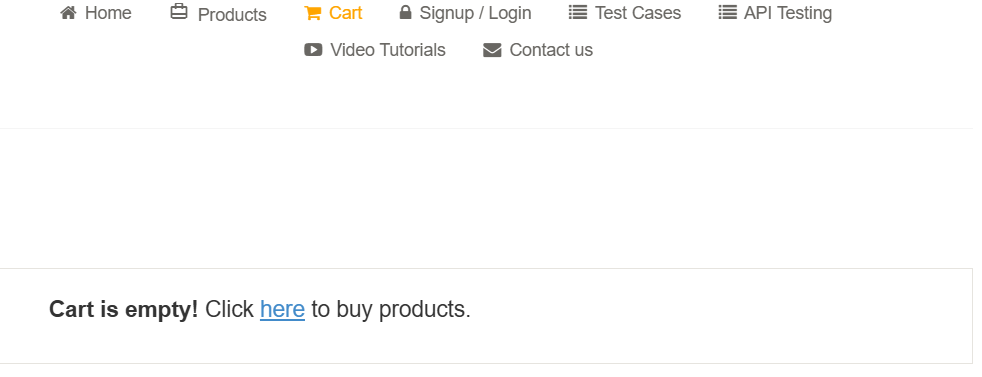 Home Products Cart Signup / Login Test Cases API Testing
Video Tutorials Contact us
Cart is empty! Click here to buy products.